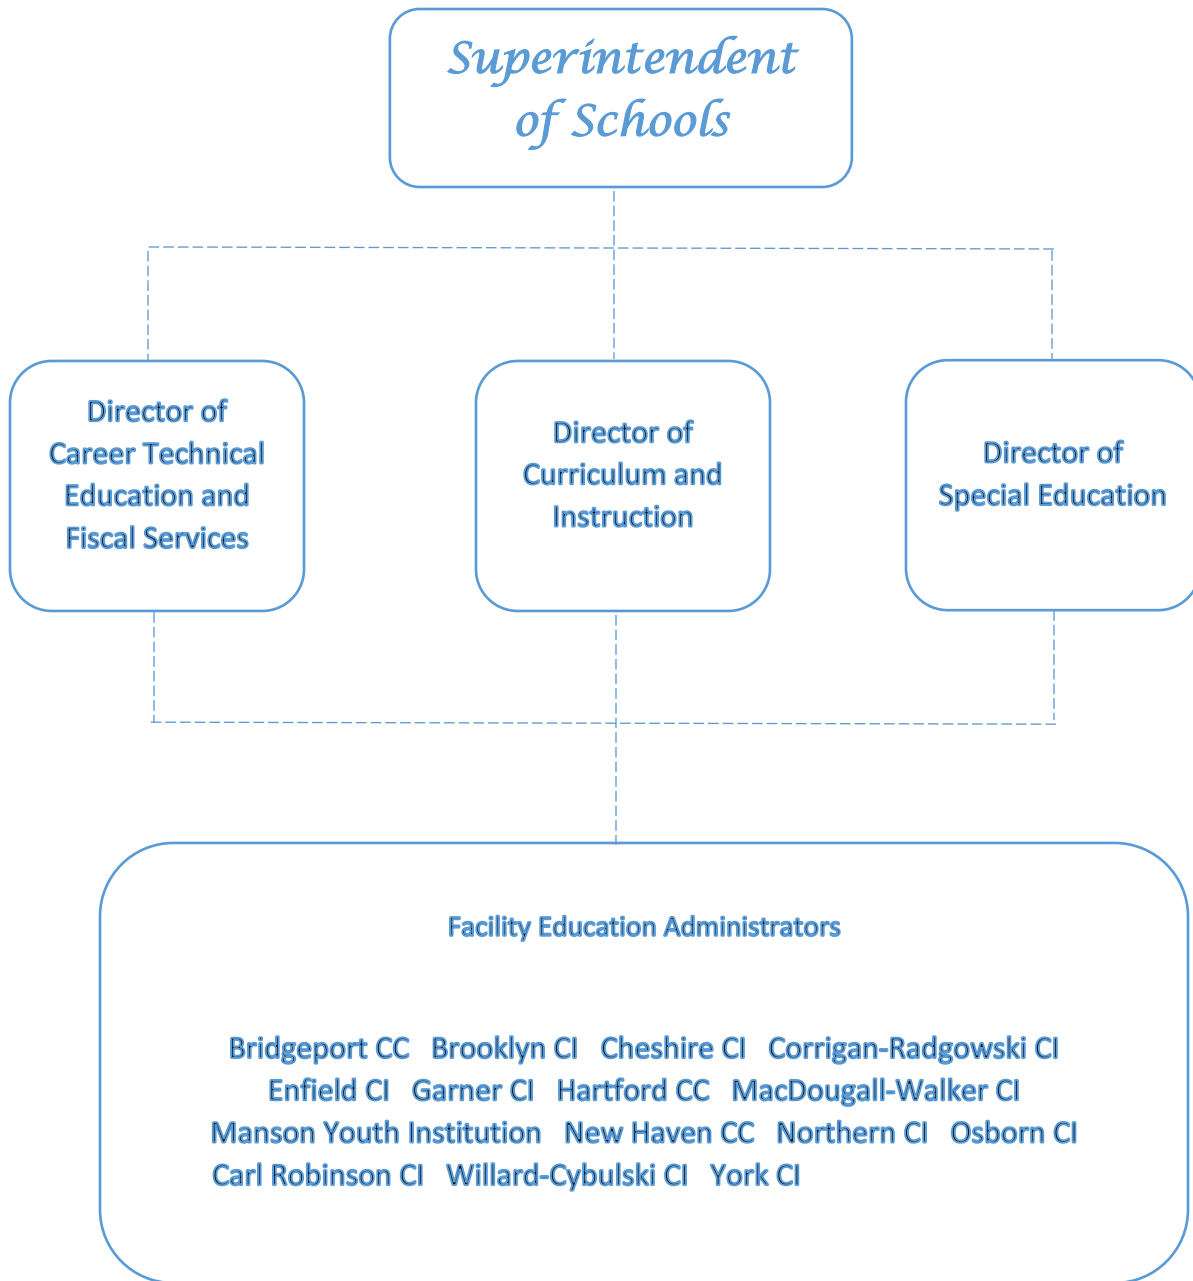 Superintendent
of Schools
Director of
Career Technical
Education and
Fiscal Services
Director of
Curriculum and
Instruction
Director of
Special Education
Facility Education Administrators
Bridgeport CC Brooklyn CI Cheshire CI Corrigan-Radgowski CI
Enfield CI Garner CI Hartford CC MacDougall-Walker CI
Manson Youth Institution New Haven CC Northern CI Osborn CI
Carl Robinson CI Willard-Cybulski CI York CI